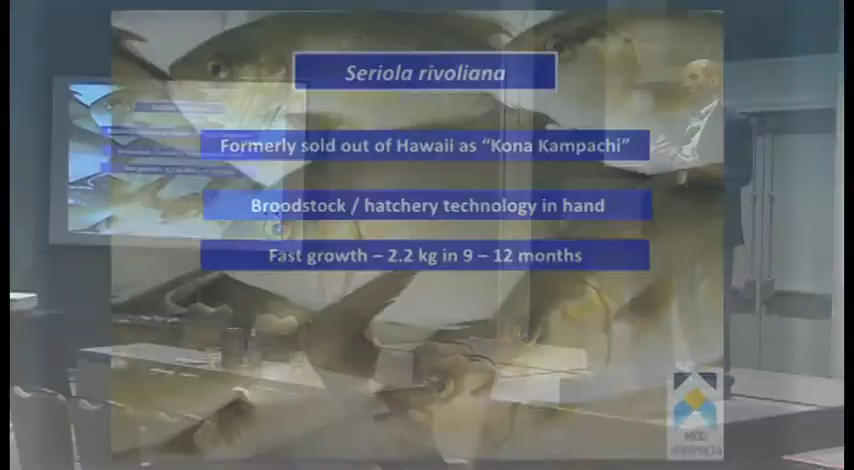 Seriola rivoliana
Formerly sold out of Hawaii as “Kona Kampachi”
Broodstock / hatchery technology in hand
Fast growth – 2.2 kg in 9 – 12 months